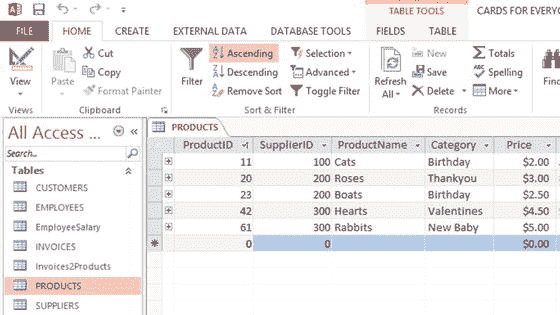 TABLE TOOLS CARDS FOR EVERYO
FILE HOME CREATE EXTERNAL DATA DATABASE TOOLS FIELDS TABLE
View
Views
Paste
Cut
Copy
Format Painter
Clipboard
Filter
Ascending
Descending
Remove Sort
Selection
Advanced
Toggle Filter
Sort & Filter
Refresh
All
New
Save
Delete
Totals
Spelling
More
Records
Find
All Access ...
Search...
Tables
CUSTOMERS
EMPLOYEES
EmployeeSalary
INVOICES
Invoices2Products
PRODUCTS
SUPPLIERS
PRODUCTS
ProductID SupplierID ProductName Category Price
11 100 Cats Birthday $2.00
20 200 Roses Thankyou $3.00
23 200 Boats Birthday $2.50
42 300 Hearts Valentines $4.50
61 300 Rabbits New Baby $5.00
0 0 $0.00